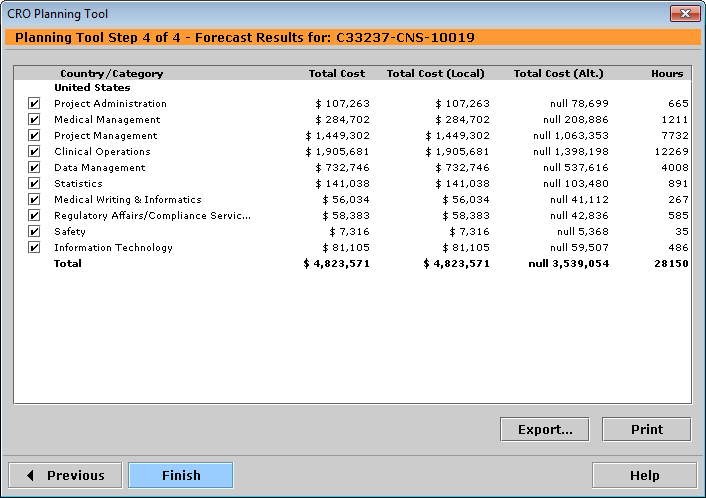 CRO Planning Tool
Planning Tool Step 4 of 4 - Forecast Results for: C33237-CNS-10019
Country/Category Total Cost Total Cost (Local) Total Cost (Alt.) Hours
United States
Project Administration $ 107,263 $ 107,263 null 78,699 665
Medical Management $ 284,702 $ 284,702 null 208,886 1211
Project Management $ 1,449,302 $ 1,449,302 null 1,063,353 7732
Clinical Operations $ 1,905,681 $ 1,905,681 null 1,398,198 12269
Data Management $ 732,746 $ 732,746 null 537,616 4008
Statistics $ 141,038 $ 141,038 null 103,480 891
Medical Writing & Informatics $ 56,034 $ 56,034 null 41,112 267
Regulatory Affairs/Compliance Servic... $ 58,383 $ 58,383 null 42,836 585
Safety $ 7,316 $ 7,316 null 5,368 35
Information Technology $ 81,105 $ 81,105 null 59,507 486
Total $ 4,823,571 $ 4,823,571 null 3,539,054 28150
Export... Print
Previous Finish Help